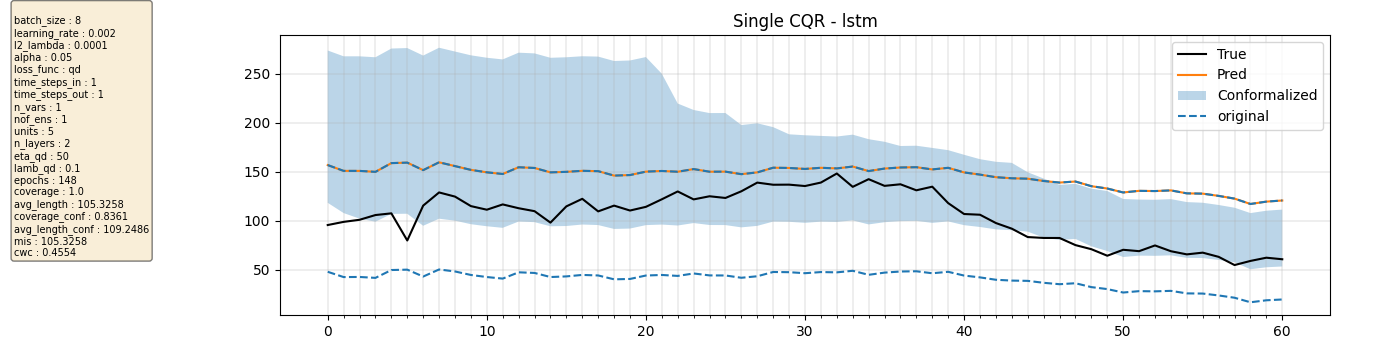 batch_size : 8
learning_rate : 0.002
l2_lambda : 0.0001
alpha : 0.05
loss_func : qd
time_steps_in : 1
time_steps_out : 1
n_vars : 1
nof_ens : 1
units : 5
n_layers : 2
eta_qd : 50
lamb_qd : 0.1
epochs : 148
coverage : 1.0
avg_length : 105.3258
coverage_conf : 0.8361
avg_length_conf : 109.2486
mis : 105.3258
cwc : 0.4554
Single CQR - lstm
True
Pred
Conformalized
original
250
200
150
100
50
0 10 20 30 40 50 60